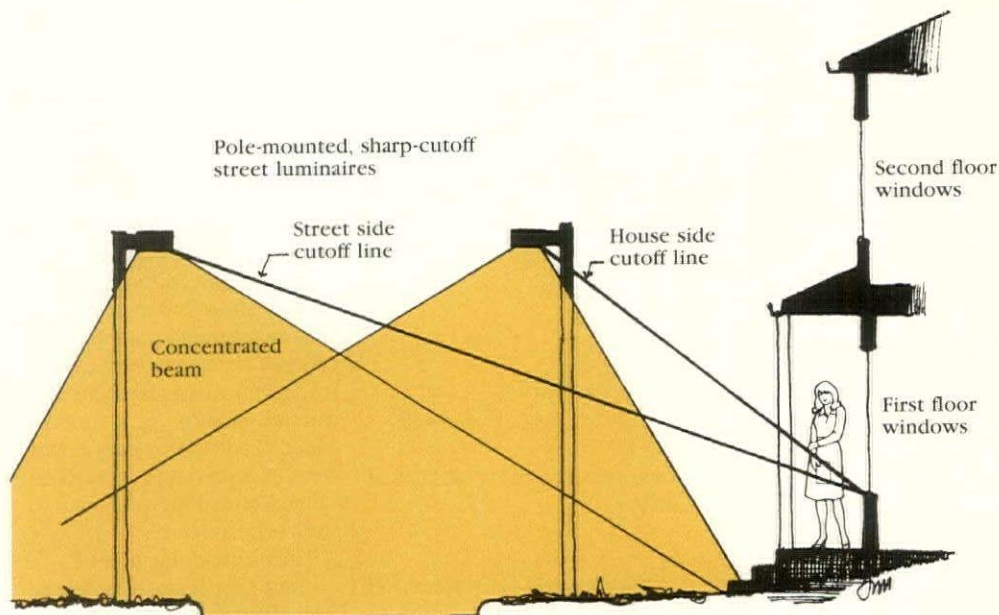 Pole-mounted, sharp-cutoff
street luminaires
Street side
cutoff line
House side
cutoff line
Second floor
windows
Concentrated
beam
First floor
windows